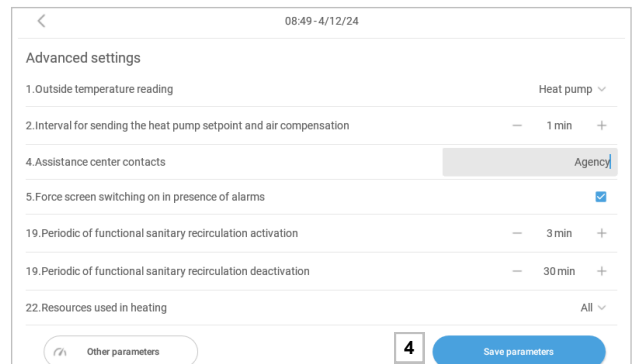 08:49-4/12/24
Advanced settings
1.Outside temperature reading Heat pump
2.Interval for sending the heat pump setpoint and air compensation — 1 min +
4.Assistance center contacts Agency
5.Force screen switching on in presence of alarms
19.Periodic of functional sanitary recirculation activation — 3 min +
19.Periodic of functional sanitary recirculation deactivation — 30 min +
22.Resources used in heating All
Other parameters 4 Save parameters